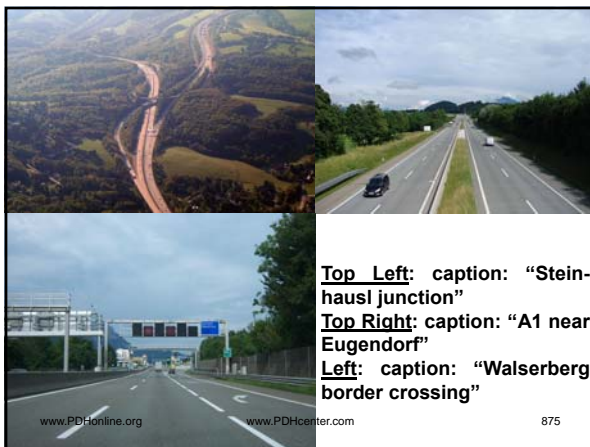 Top Left: caption: “Stein-
hausl junction”
Top Right: caption: “A1 near
Eugendorf”
Left: caption: “Walserberg
border crossing”
www.PDHonline.org www.PDHcenter.com 875